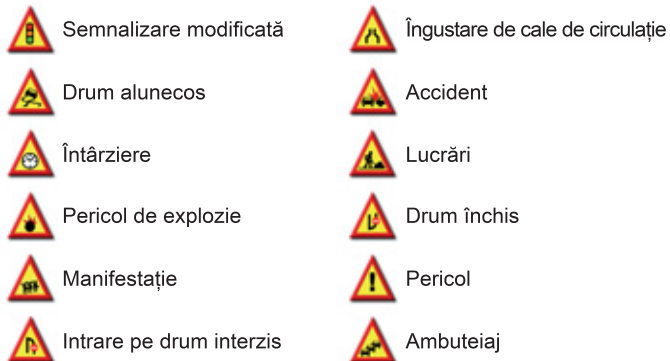 Semnalizare modificată
Îngustare de cale de circulație
Drum alunecos
Accident
Întârziere
Lucrări
Pericol de explozie
Drum închis
Manifestație
Pericol
Intrare pe drum interzis
Ambuteiaj